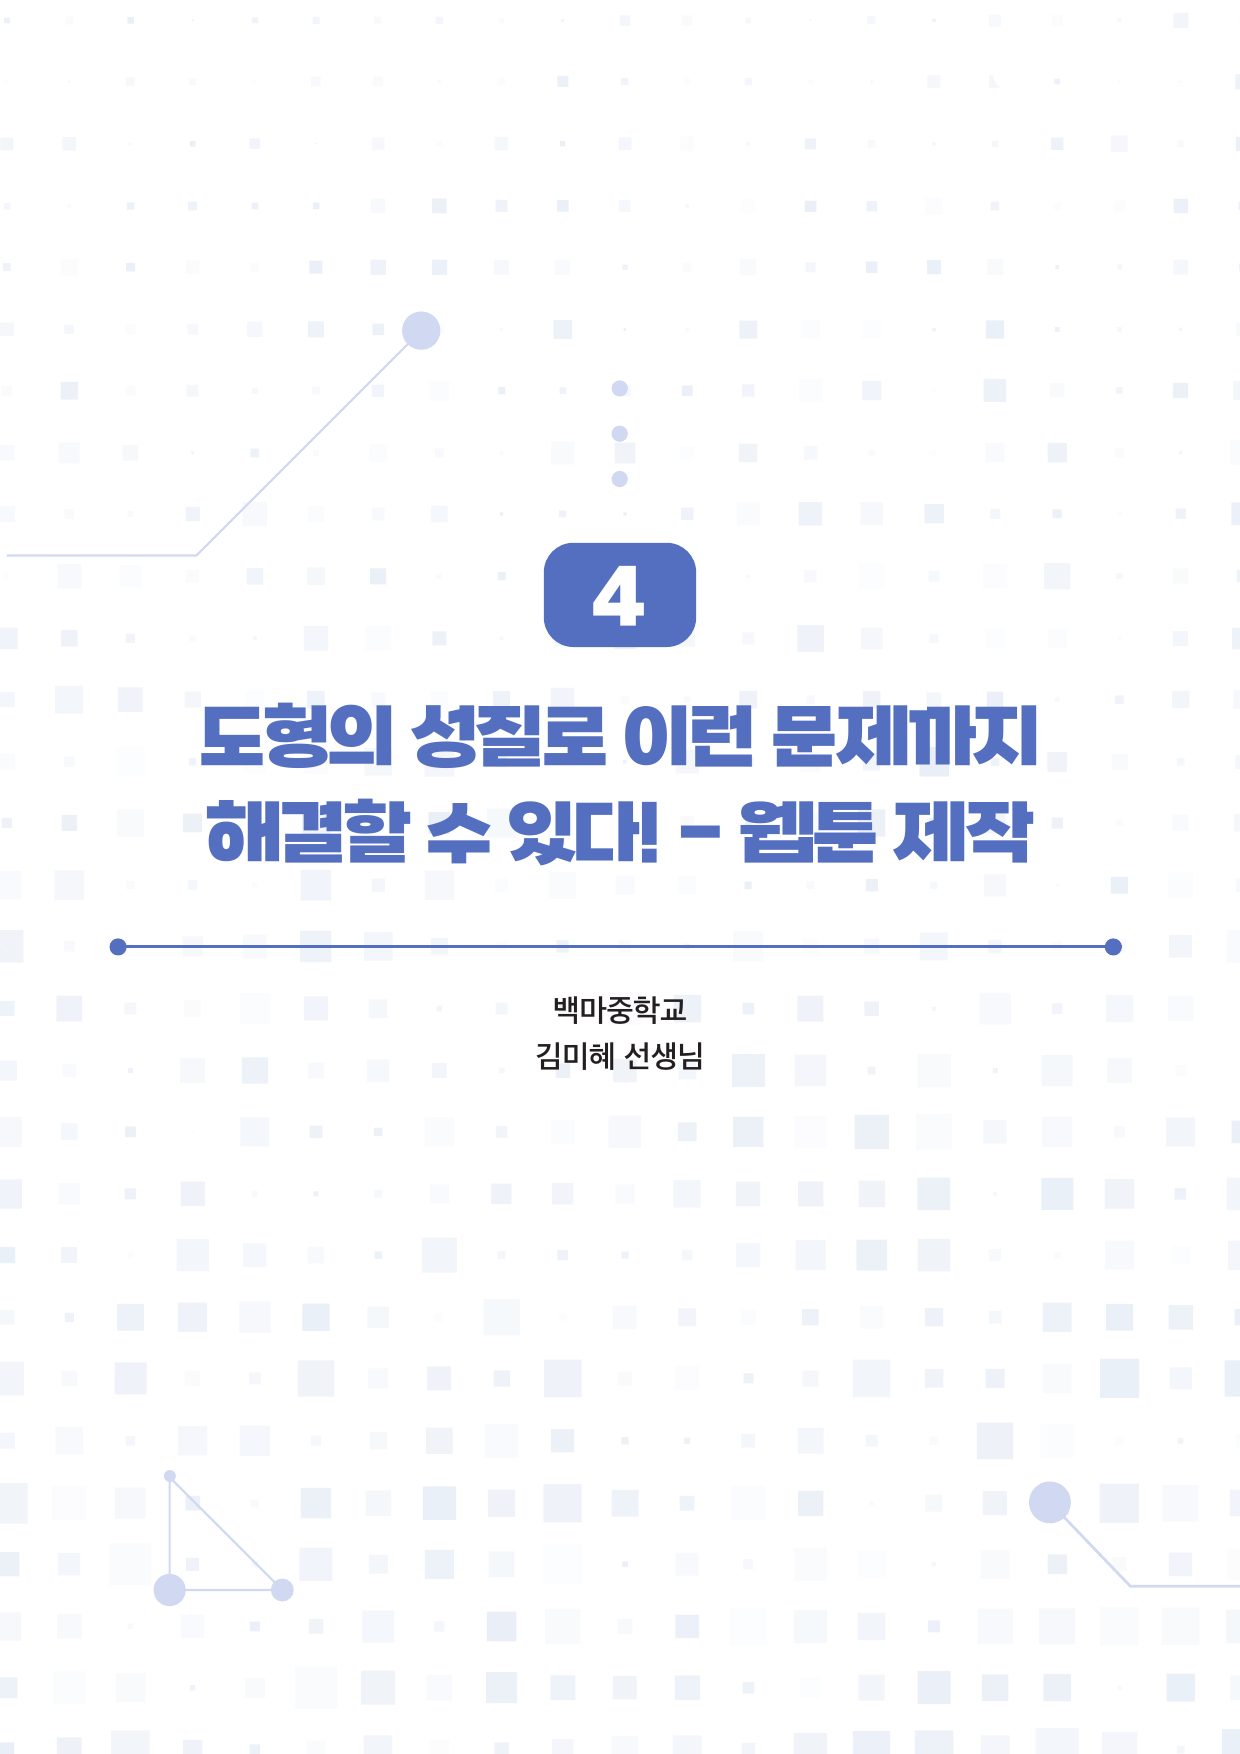 4
도형의 성질로 이런 문제까지
해결할 수 있다! - 웹툰 제작
백마중학교
김미혜 선생님